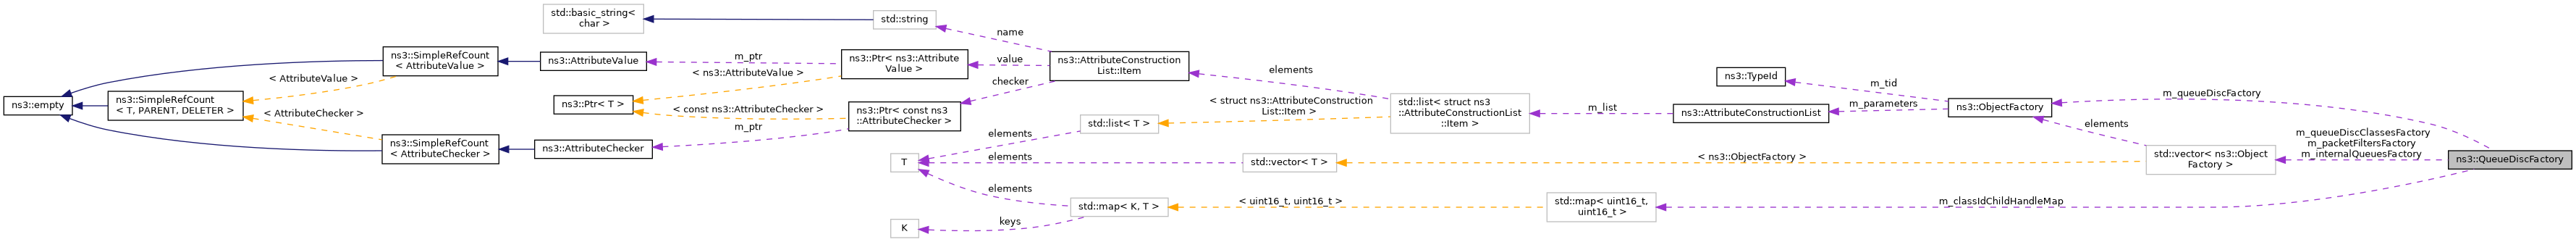 std::basic_string<
char >
std::string
name
ns3::SimpleRefCount
< AttributeValue >
ns3::AttributeValue
m_ptr
ns3::Ptr< ns3::Attribute
Value >
value
ns3::AttributeConstruction
List::Item
< AttributeValue >
< ns3::AttributeValue >
checker
elements
ns3::TypeId
m_tid
ns3::empty
ns3::SimpleRefCount
< T, PARENT, DELETER >
ns3::Ptr< T >
< const ns3::AttributeChecker >
ns3::Ptr< const ns3
::AttributeChecker >
< struct ns3::AttributeConstruction
List::Item >
std::list< struct ns3
::AttributeConstructionList
::Item >
m_list
ns3::AttributeConstructionList
m_parameters
ns3::ObjectFactory
m_queueDiscFactory
< AttributeChecker >
m_ptr
std::list< T >
elements
elements
ns3::SimpleRefCount
< AttributeChecker >
ns3::AttributeChecker
T
elements
std::vector< T >
< ns3::ObjectFactory >
std::vector< ns3::Object
Factory >
m_queueDiscClassesFactory
m_packetFiltersFactory
m_internalQueuesFactory
ns3::QueueDiscFactory
elements
std::map< K, T >
< uint16_t, uint16_t >
std::map< uint16_t,
uint16_t >
m_classIdChildHandleMap
keys
K